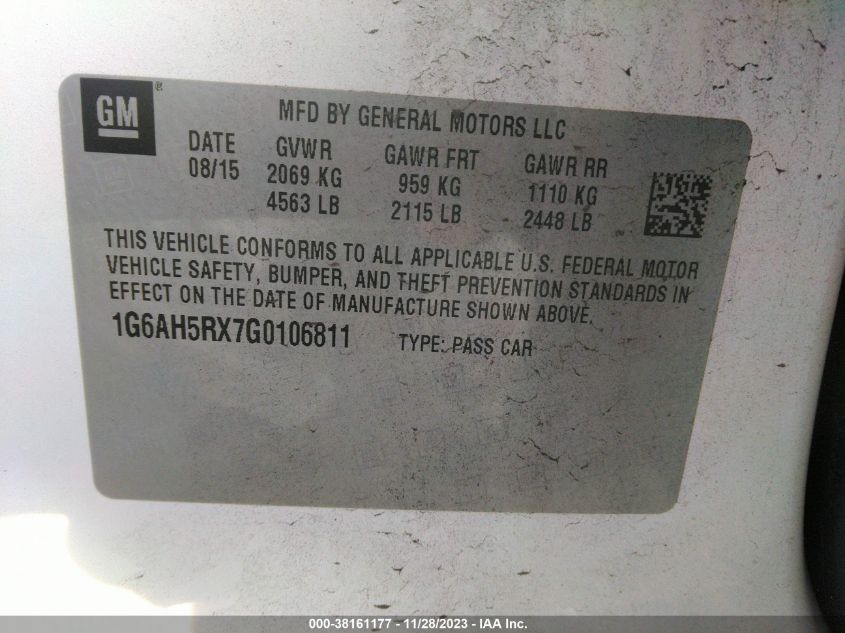 GM®
MFD BY GENERAL MOTORS LLC
DATE GVWR GAWR FRT GAWR RR
08/15 2069 KG 959 KG 1110 KG
4563 LB 2115 LB 2448 LB
THIS VEHICLE CONFORMS TO ALL APPLICABLE U.S. FEDERAL MOTOR
VEHICLE SAFETY, BUMPER, AND THEFT PREVENTION STANDARDS IN
EFFECT ON THE DATE OF MANUFACTURE SHOWN ABOVE.
1G6AH5RX7G0106811 TYPE: PASS CAR
000-38161177 - 11/28/2023 - IAA Inc.